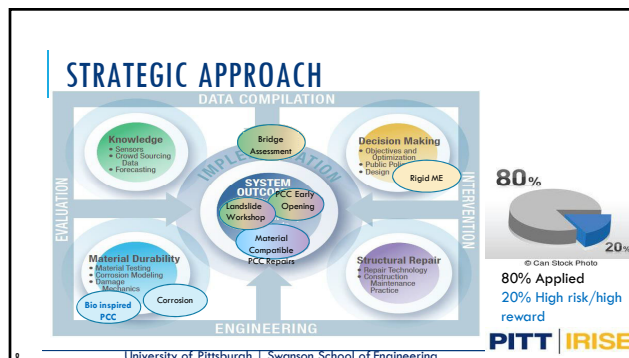 STRATEGIC APPROACH
DATA COMPILATION
Knowledge
• Sensors
• Crowd Sourcing
Data
• Forecasting
Bridge
Assessment
Decision Making
• Objectives and
Optimization
• Public
• Design
Rigid ME
EVALUATION
INTERVENTION
SYSTEM
PCC Early
Opening
Landslide
Workshop
Material
Compatible
PCC Repairs
Material Durability
• Material Testing
• Corrosion Modeling
• Damage
Mechanics
Bio inspired
PCC
Corrosion
Structural Repair
• Repair Technology
• Construction
Maintenance
Practice
ENGINEERING
80%
20%
© Can Stock Photo
80% Applied
20% High risk/high
reward
PITT | IRISE
University of Pittsburgh | Swanson School of Engineering
8